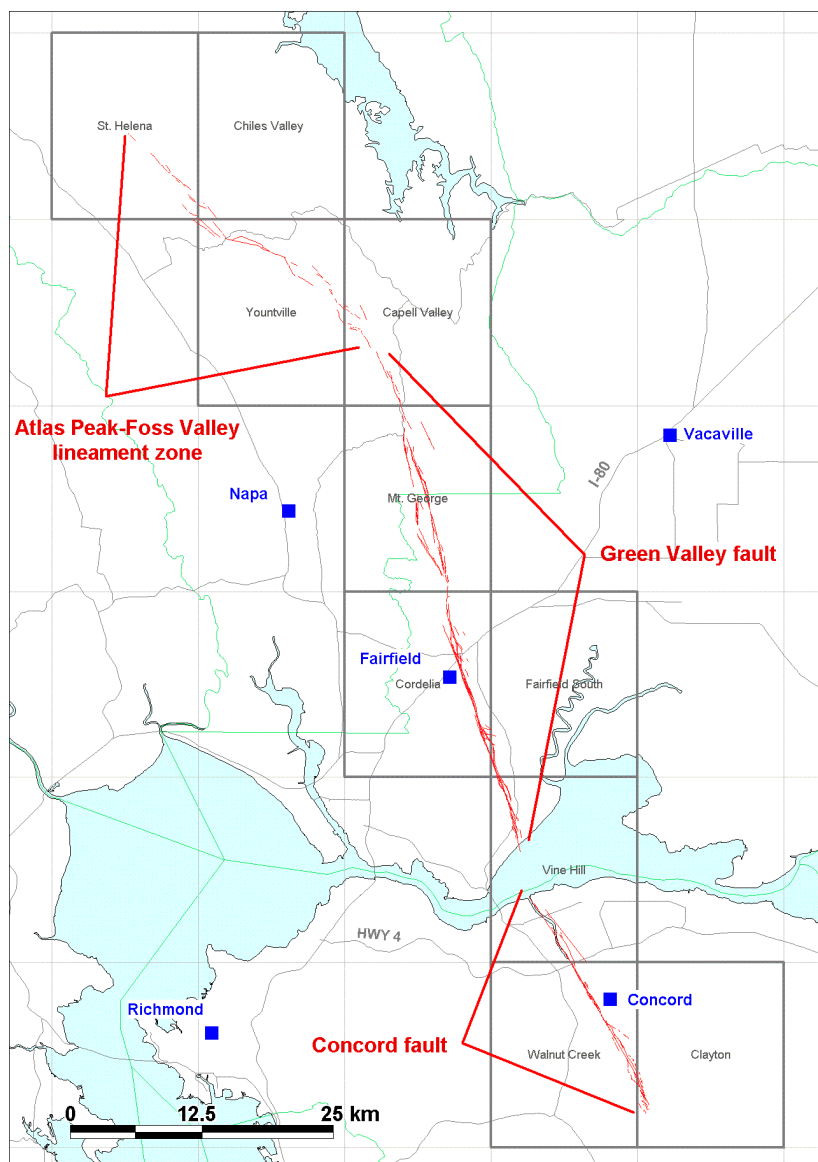 St. Helena
Chiles Valley
Yountville
Capell Valley
Atlas Peak-Foss Valley
lineament zone
Vacaville
I-80
Napa
Mt. George
Green Valley fault
Fairfield
Cordelia
Fairfield South
Vine Hill
HWY 4
Richmond
Concord
Concord fault
Walnut Creek
Clayton
0 12.5 25 km